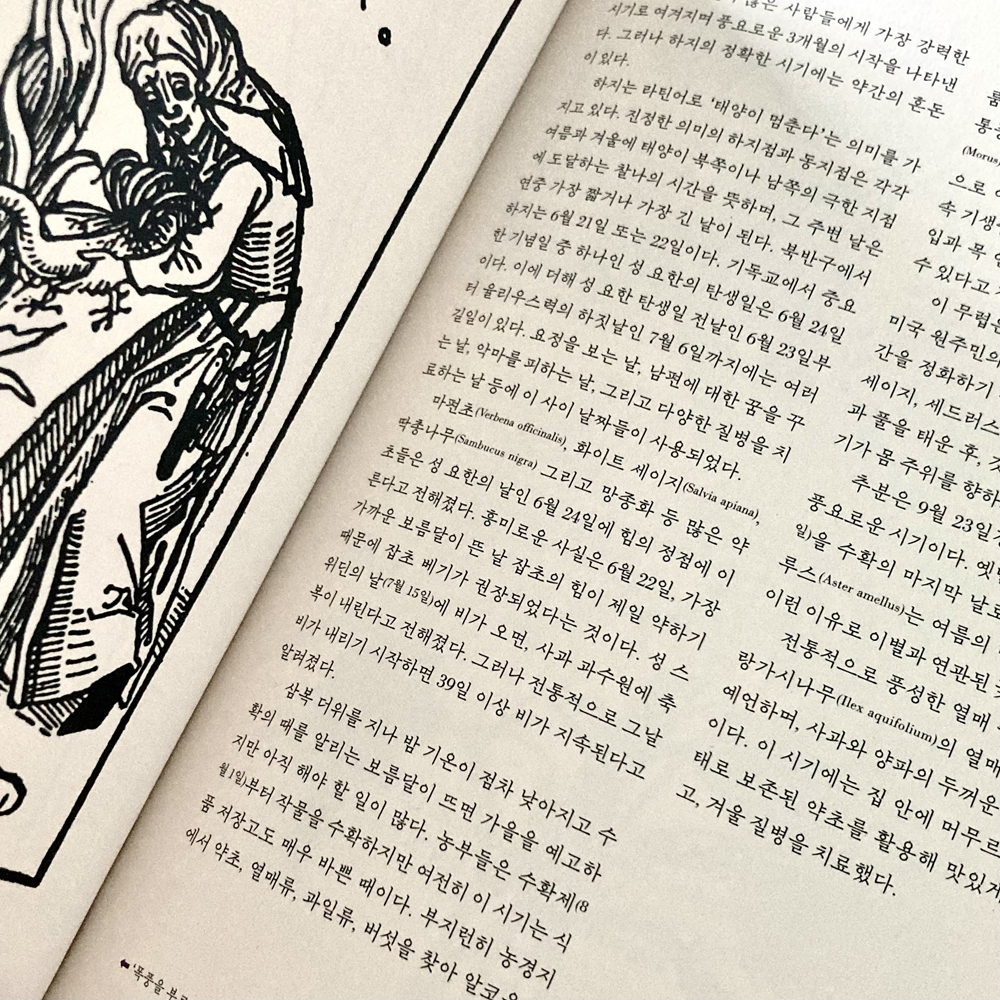 많은 사람들에게 가장 강력한
시기로 여겨지며 풍요로운 3개월의 시작을 나타낸
다. 그러나 하지의 정확한 시기에는 약간의 혼돈
이 있다.
하지는 라틴어로 ‘태양이 멈춘다’는 의미를 가
지고 있다. 진정한 의미의 하지점과 동지점은 각각
여름과 겨울에 태양이 북쪽이나 남쪽의 극한 지점
에 도달하는 찰나의 시간을 뜻하며, 그 주변 날은
연중 가장 짧거나 가장 긴 날이 된다. 북반구에서
하지는 6월 21일 또는 22일이다. 기독교에서 중요
한 기념일 중 하나인 성 요한의 탄생일은 6월 24일
이다. 이에 더해 성 요한 탄생일 전날인 6월 23일부
터 율리우스력의 하짓날인 7월 6일까지에는 여러
길일이 있다. 요정을 보는 날, 남편에 대한 꿈을 꾸
는 날, 악마를 피하는 날, 그리고 다양한 질병을 치
료하는 날 등에 이 사이 날짜들이 사용되었다.
마편초(Verbena officinalis), 화이트 세이지(Salvia apiana),
딱총나무(Sambucus nigra) 그리고 망종화 등 많은 약
초들은 성 요한의 날인 6월 24일에 힘의 정점에 이
른다고 전해졌다. 흥미로운 사실은 6월 22일, 가장
가까운 보름달이 뜬 날 잡초의 힘이 제일 약하기
때문에 잡초 베기가 권장되었다는 것이다. 성 스
위딘의 날(7월 15일)에 비가 오면, 사과 과수원에 축
복이 내린다고 전해졌다. 그러나 전통적으로 그날
비가 내리기 시작하면 39일 이상 비가 지속된다고
알려졌다.
삼복 더위를 지나 밤 기온이 점차 낮아지고 수
확의 때를 알리는 보름달이 뜨면 가을을 예고하
지만 아직 해야 할 일이 많다. 농부들은 수확제(8
월 1일)부터 작물을 수확하지만 여전히 이 시기는 식
품 저장고도 매우 바쁜 때이다. 부지런히 농경지
에서 약초, 열매류, 과일류, 버섯을 찾아 알코
룸
통
(Morus
으로
속 기생
입과 목
수 있다고
이 무렵은
미국 원주민의
간을 정화하기
세이지, 세드러스
과 풀을 태운 후,
기가 몸 주위를 향하
추분은 9월 23일
풍요로운 시기이다.
일)을 수확의 마지막 날로
루스(Aster amellus)는 여름의
이런 이유로 이별과 연관된
전통적으로 풍성한 열매
랑가시나무(Ilex aquifolium)의 열매
예언하며, 사과와 양파의 두꺼운
이다. 이 시기에는 집 안에 머무르
태로 보존된 약초를 활용해 맛있게
고, 겨울 질병을 치료했다.
‘폭풍을 부르